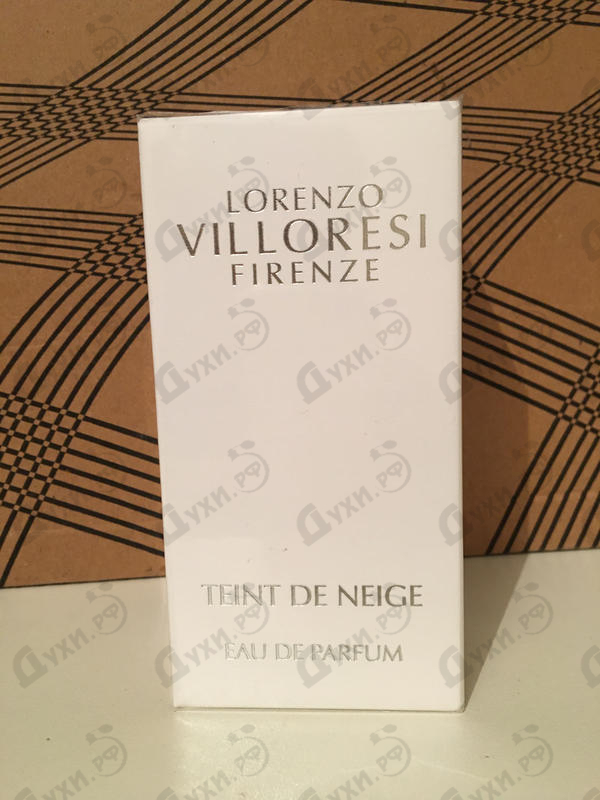 LORENZO
VILLORESI
FIRENZE
TEINT DE NEIGE
EAU DE PARFUM
Духи.рф